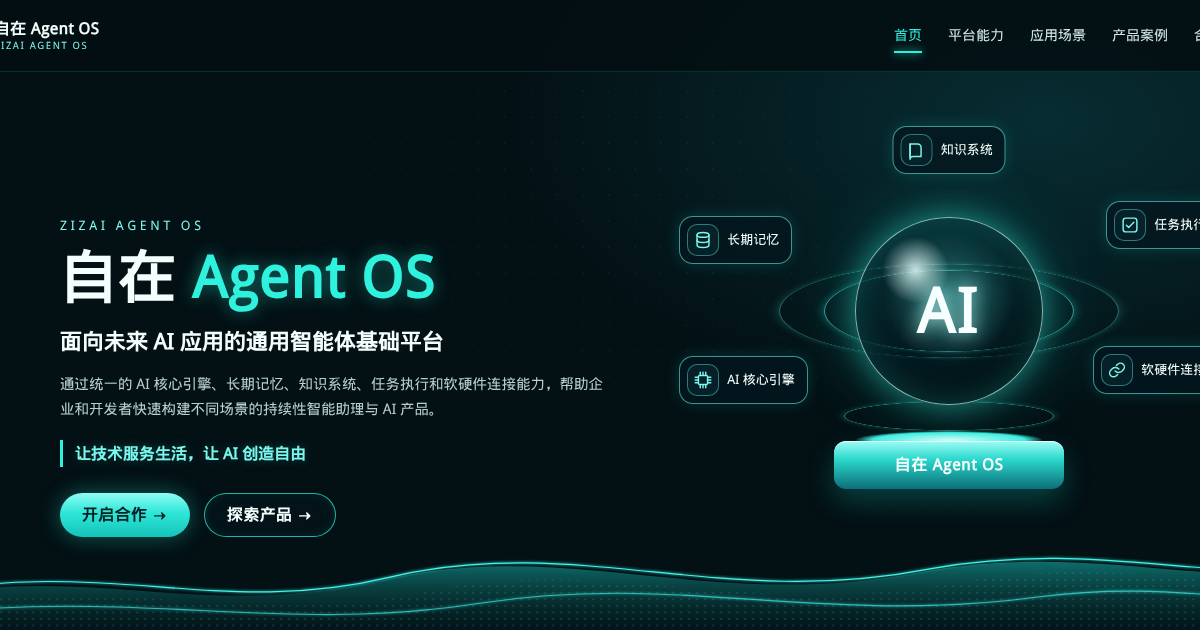 自在 Agent OS
IZAI AGENT OS
首页
平台能力
应用场景
产品案例
知识系统
长期记忆
任务执行
ZIZAI AGENT OS
自在 Agent OS
AI
面向未来 AI 应用的通用智能体基础平台
AI 核心引擎
软硬件连接
通过统一的 AI 核心引擎、长期记忆、知识系统、任务执行和软硬件连接能力，帮助企
业和开发者快速构建不同场景的持续性智能助理与 AI 产品。
让技术服务生活，让 AI 创造自由
自在 Agent OS
开启合作 →
探索产品 →